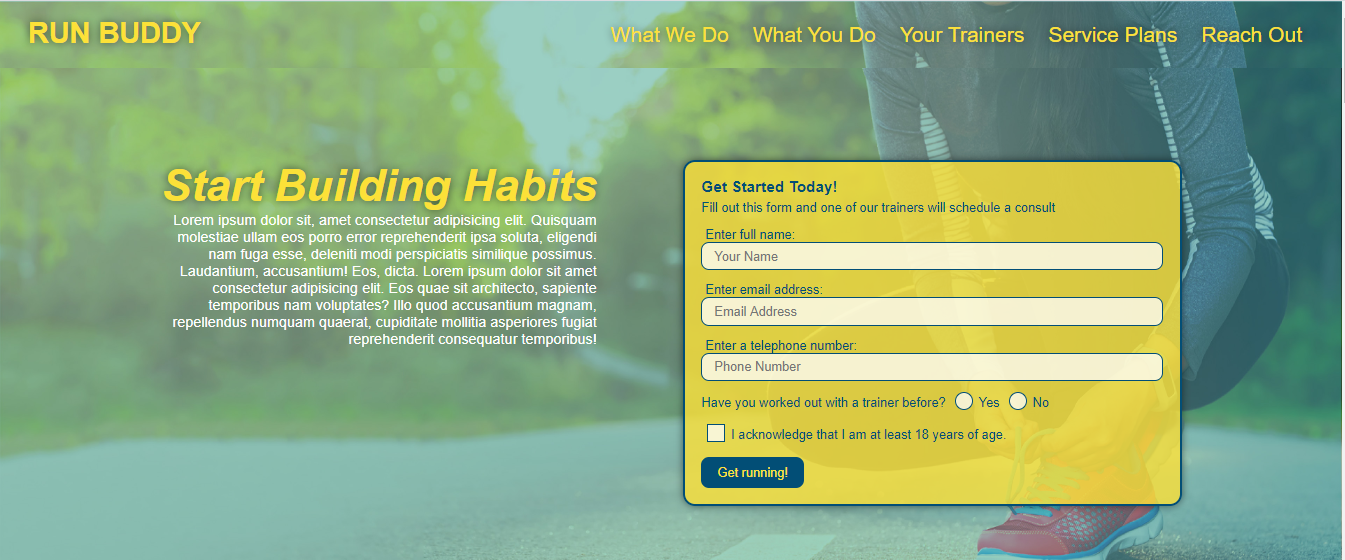 RUN BUDDY
What We Do What You Do Your Trainers Service Plans Reach Out
Start Building Habits
Lorem ipsum dolor sit, amet consectetur adipisicing elit. Quisquam
molestiae ullam eos porro error reprehenderit ipsa soluta, eligendi
nam fuga esse, deleniti modi perspiciatis similique possimus.
Laudantium, accusantium! Eos, dicta. Lorem ipsum dolor sit amet
consectetur adipisicing elit. Eos quae sit architecto, sapiente
temporibus nam voluptates? Illo quod accusantium magnam,
repellendus numquam quaerat, cupiditate mollitia asperiores fugiat
reprehenderit consequatur temporibus!
Get Started Today!
Fill out this form and one of our trainers will schedule a consult
Enter full name:
Your Name
Enter email address:
Email Address
Enter a telephone number:
Phone Number
Have you worked out with a trainer before? Yes No
I acknowledge that I am at least 18 years of age.
Get running!